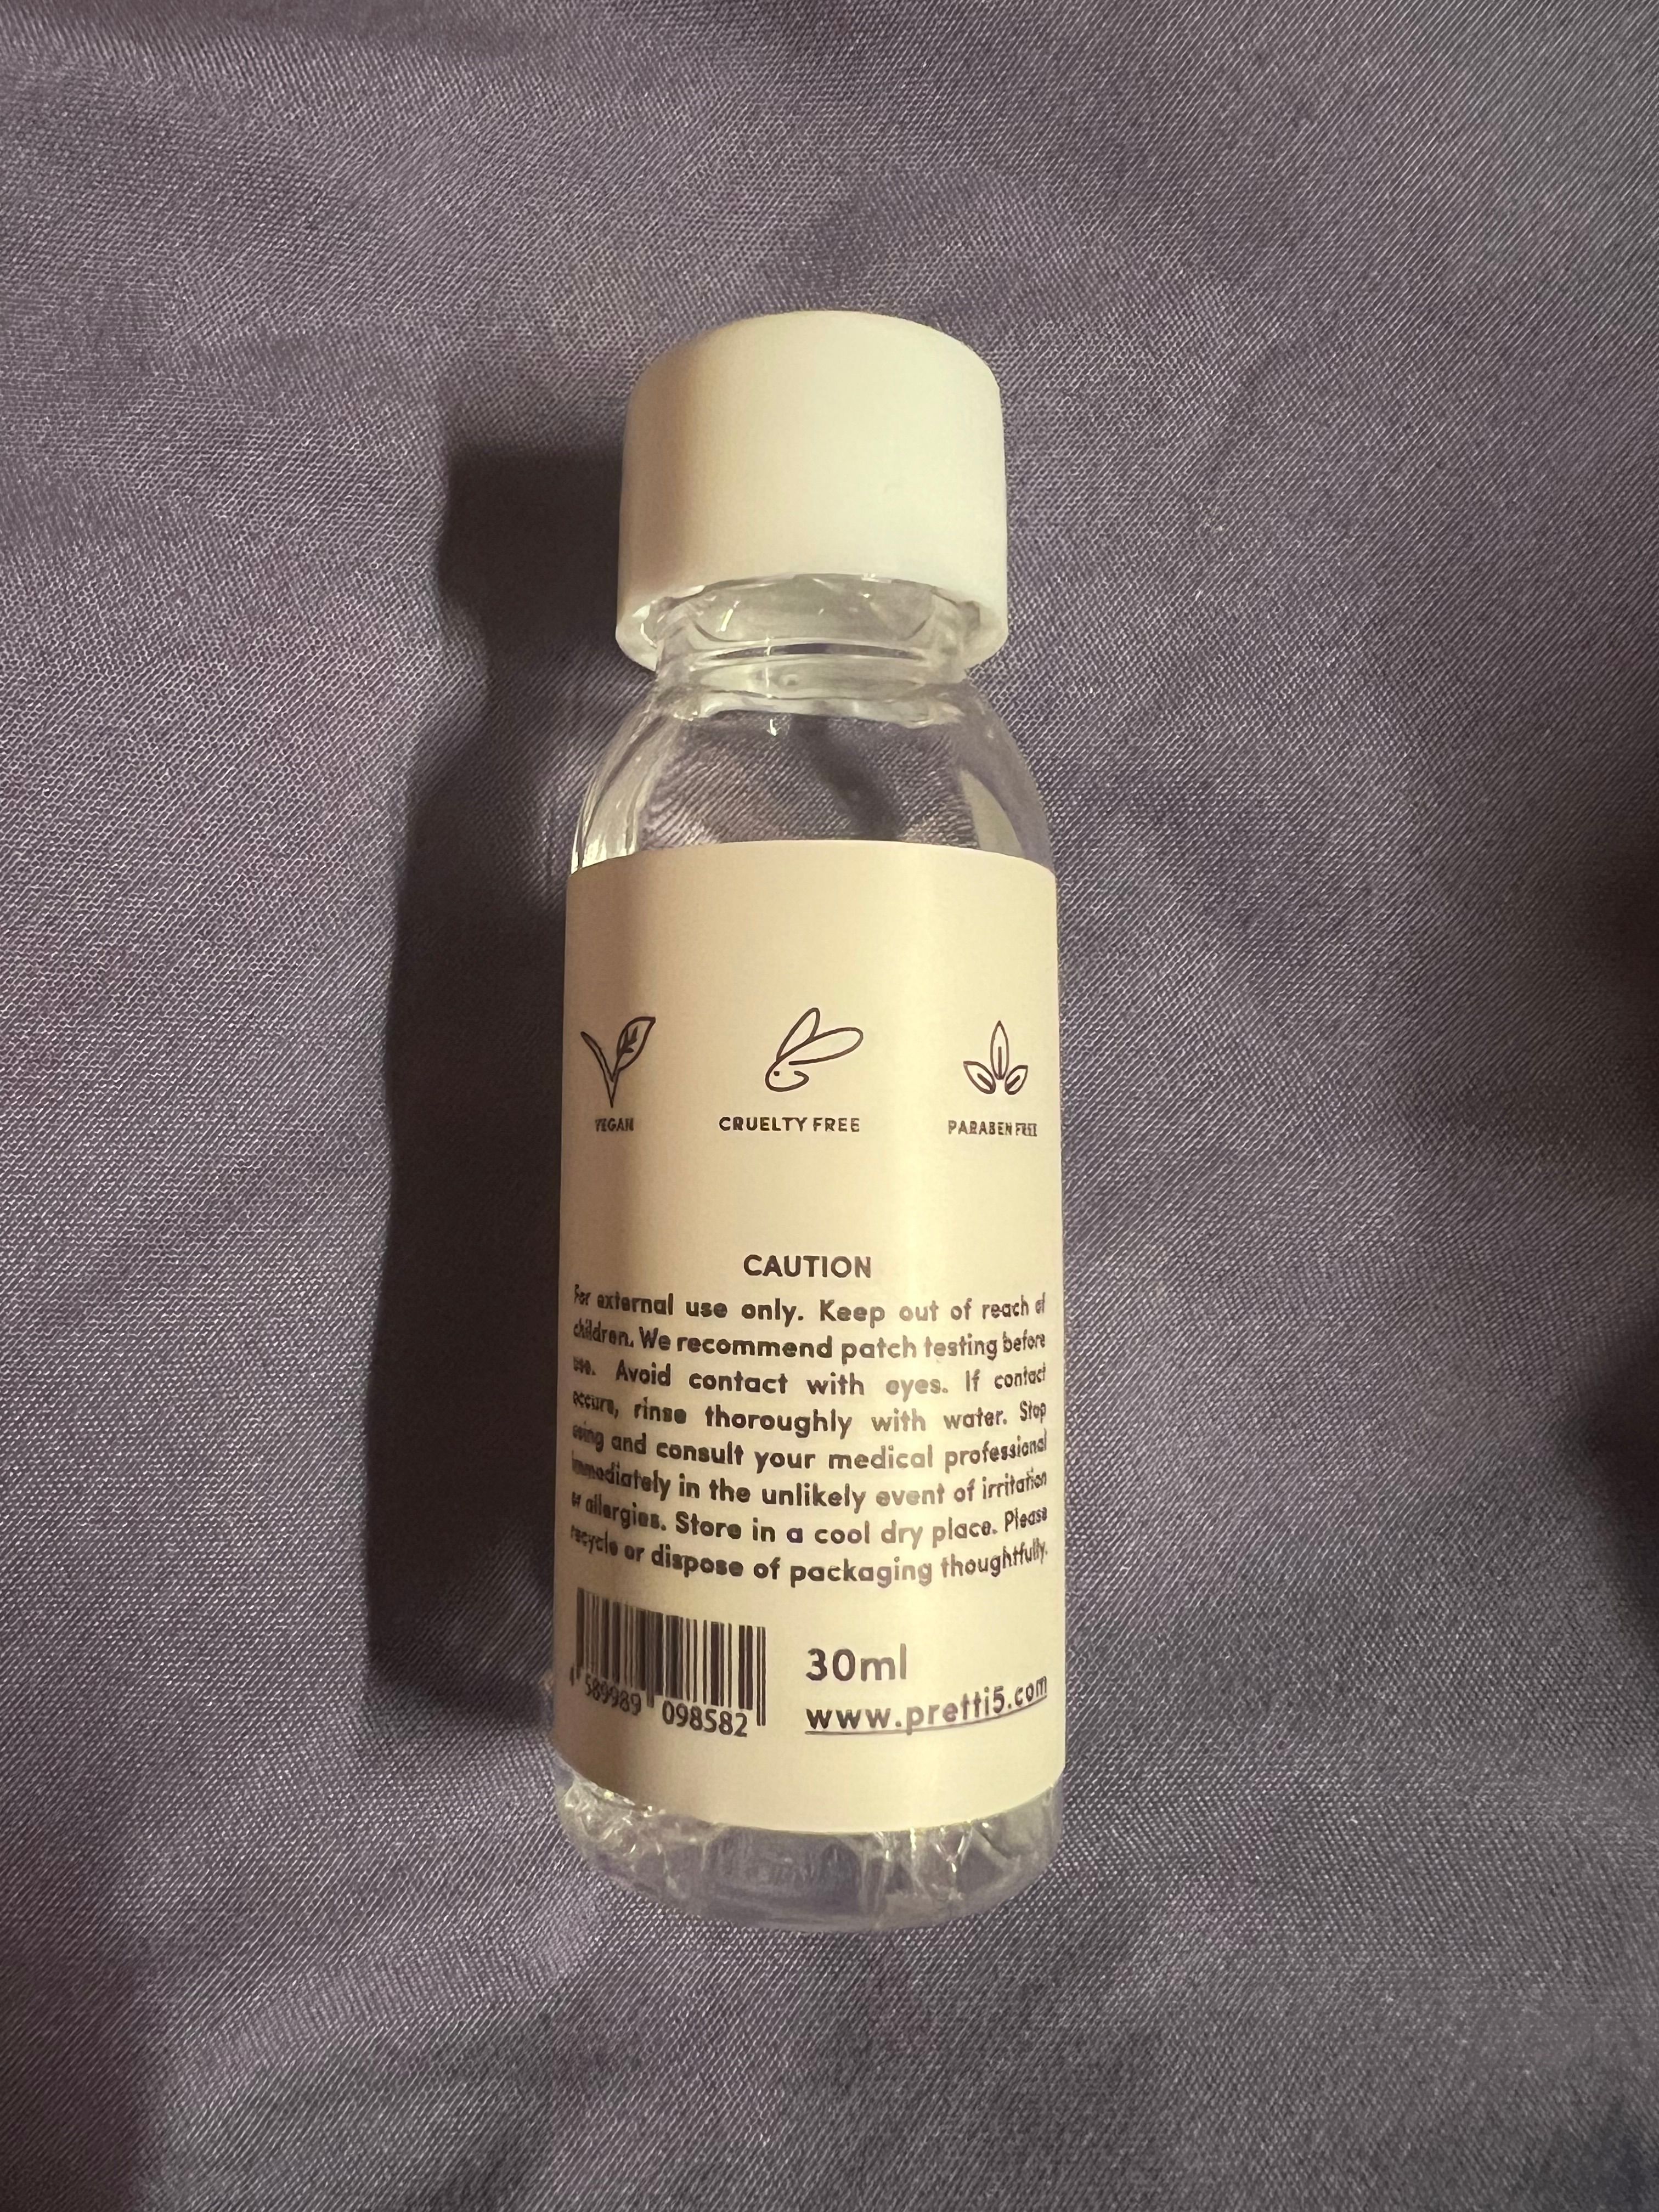 VEGAN
CRUELTY FREE
PARABEN FREE
CAUTION
For external use only. Keep out of reach of
children. We recommend patch testing before
use. Avoid contact with eyes. If contact
occurs, rinse thoroughly with water. Stop
using and consult your medical professional
immediately in the unlikely event of irritation
or allergies. Store in a cool dry place. Please
recycle or dispose of packaging thoughtfully.
4 589989 098582
30ml
www.pretti5.com